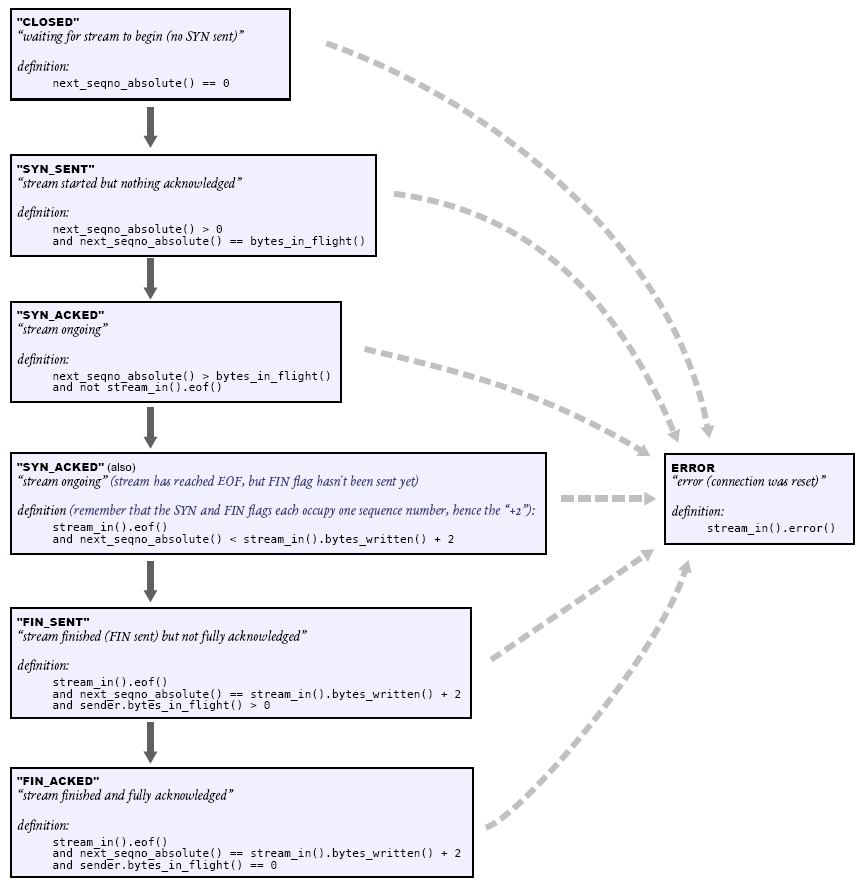 "CLOSED"
“waiting for stream to begin (no SYN sent)”
definition:
next_seqno_absolute() == 0
"SYN_SENT"
“stream started but nothing acknowledged”
definition:
next_seqno_absolute() > 0
and next_seqno_absolute() == bytes_in_flight()
"SYN_ACKED"
“stream ongoing”
definition:
next_seqno_absolute() > bytes_in_flight()
and not stream_in().eof()
"SYN_ACKED" (also)
“stream ongoing” (stream has reached EOF, but FIN flag hasn't been sent yet)
definition (remember that the SYN and FIN flags each occupy one sequence number, hence the “+2”):
stream_in().eof()
and next_seqno_absolute() < stream_in().bytes_written() + 2
ERROR
“error (connection was reset)”
definition:
stream_in().error()
"FIN_SENT"
“stream finished (FIN sent) but not fully acknowledged”
definition:
stream_in().eof()
and next_seqno_absolute() == stream_in().bytes_written() + 2
and sender.bytes_in_flight() > 0
"FIN_ACKED"
“stream finished and fully acknowledged”
definition:
stream_in().eof()
and next_seqno_absolute() == stream_in().bytes_written() + 2
and sender.bytes_in_flight() == 0